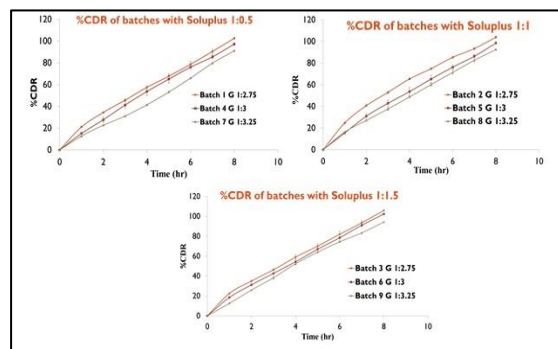 %CDR of batches with Soluplus 1:0.5
120
100
80
60
40
20
0
%CDR
Batch 1 G 1:2.75
Batch 4 G 1:3
Batch 7 G 1:3.25
0 2 4 6 8 10
Time (hr)
%CDR of batches with Soluplus 1:1
120
100
80
60
40
20
0
%CDR
Batch 2 G 1:2.75
Batch 5 G 1:3
Batch 8 G 1:3.25
0 2 4 6 8 10
Time (hr)
%CDR of batches with Soluplus 1:1.5
120
100
80
60
40
20
0
%CDR
Batch 3 G 1:2.75
Batch 6 G 1:3
Batch 9 G 1:3.25
0 2 4 6 8 10
Time (hr)